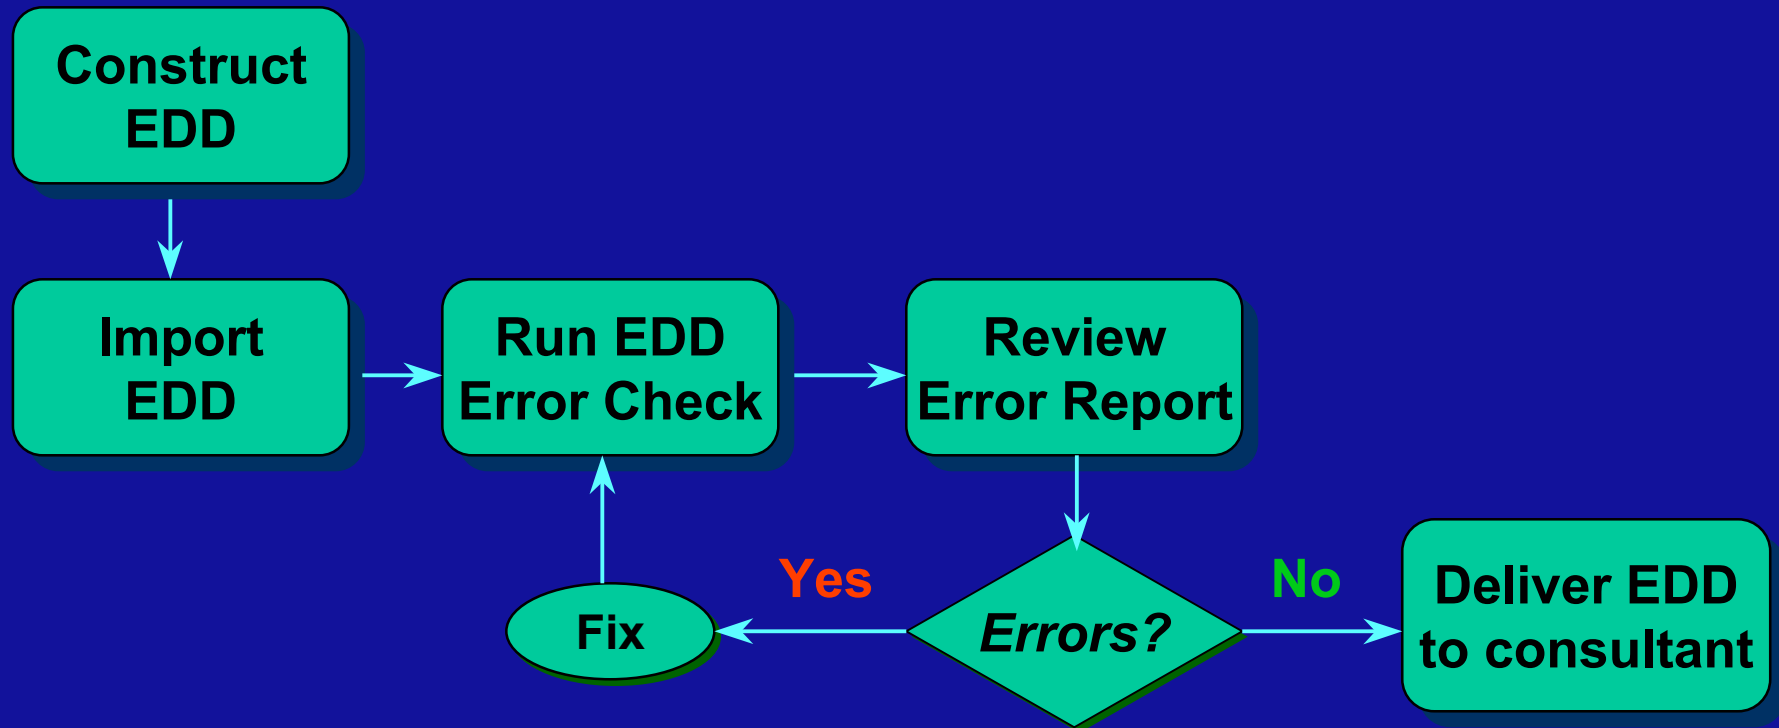 Construct
EDD
Import
EDD
Run EDD
Error Check
Review
Error Report
Errors?
Yes
Fix
No
Deliver EDD
to consultant